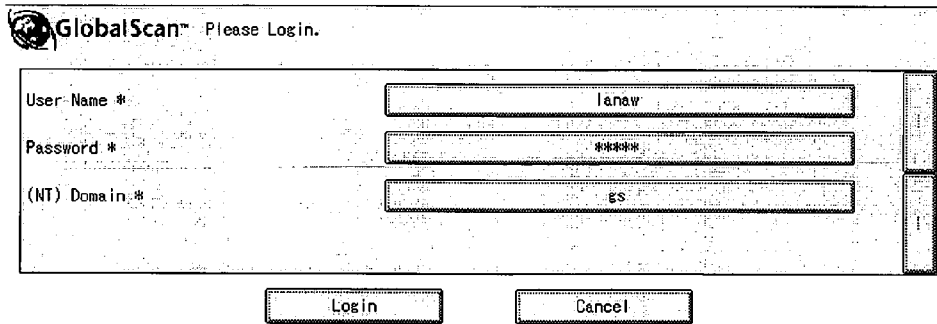 GlobalScan™ Please Login.
User Name * lanaw
Password * *****
(NT) Domain * gs
Login Cancel